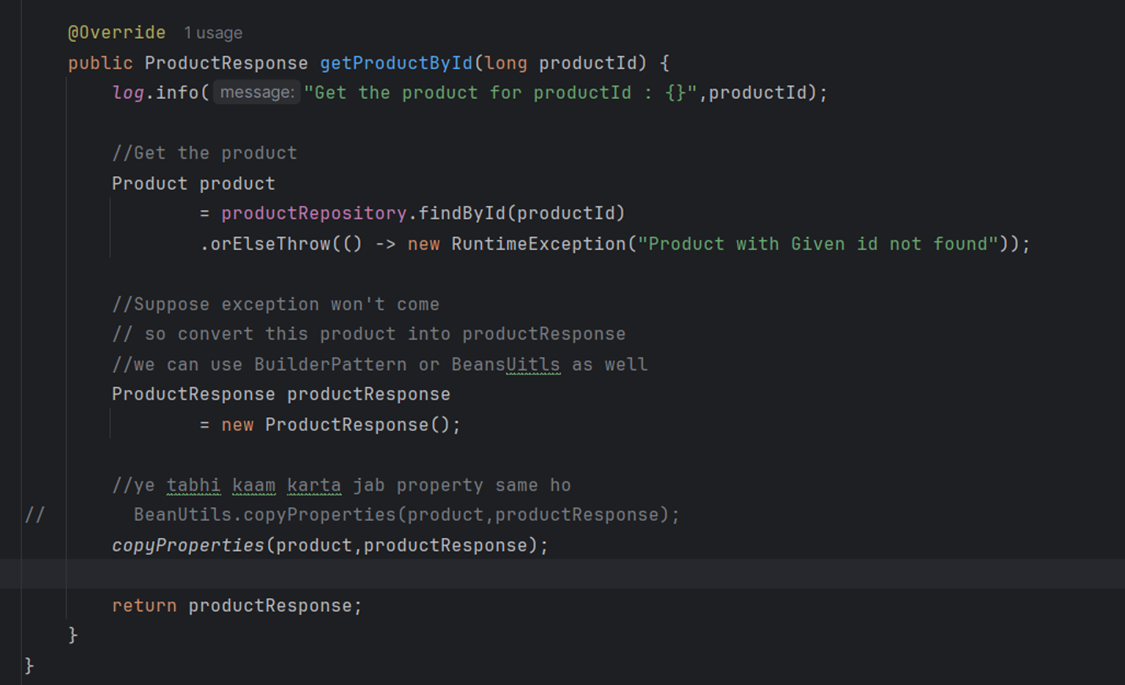 @Override 1 usage
public ProductResponse getProductById(long productId) {
log.info( message: "Get the product for productId : {}",productId);
//Get the product
Product product
= productRepository.findById(productId)
.orElseThrow(() -> new RuntimeException("Product with Given id not found"));
//Suppose exception won't come
// so convert this product into productResponse
//we can use BuilderPattern or BeansUitls as well
ProductResponse productResponse
= new ProductResponse();
//ye tabhi kaam karta jab property same ho
// BeanUtils.copyProperties(product,productResponse);
copyProperties(product,productResponse);
return productResponse;
}
}